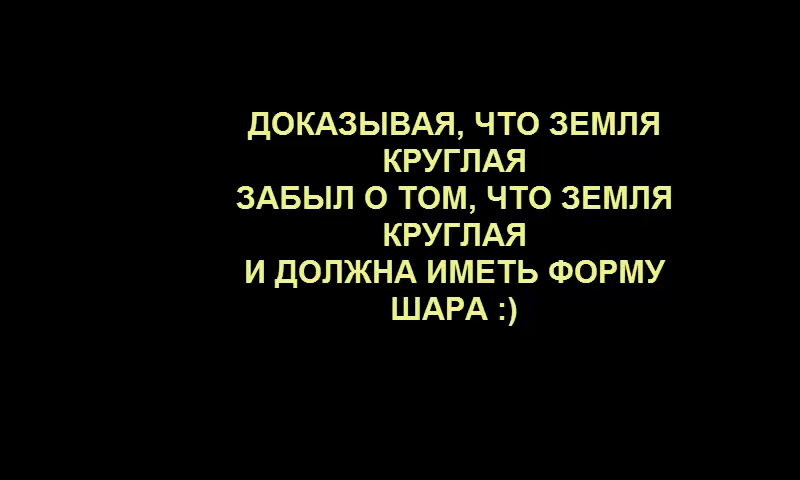 ДОКАЗЫВАЯ, ЧТО ЗЕМЛЯ
КРУГЛАЯ
ЗАБЫЛ О ТОМ, ЧТО ЗЕМЛЯ
КРУГЛАЯ
И ДОЛЖНА ИМЕТЬ ФОРМУ
ШАРА :)